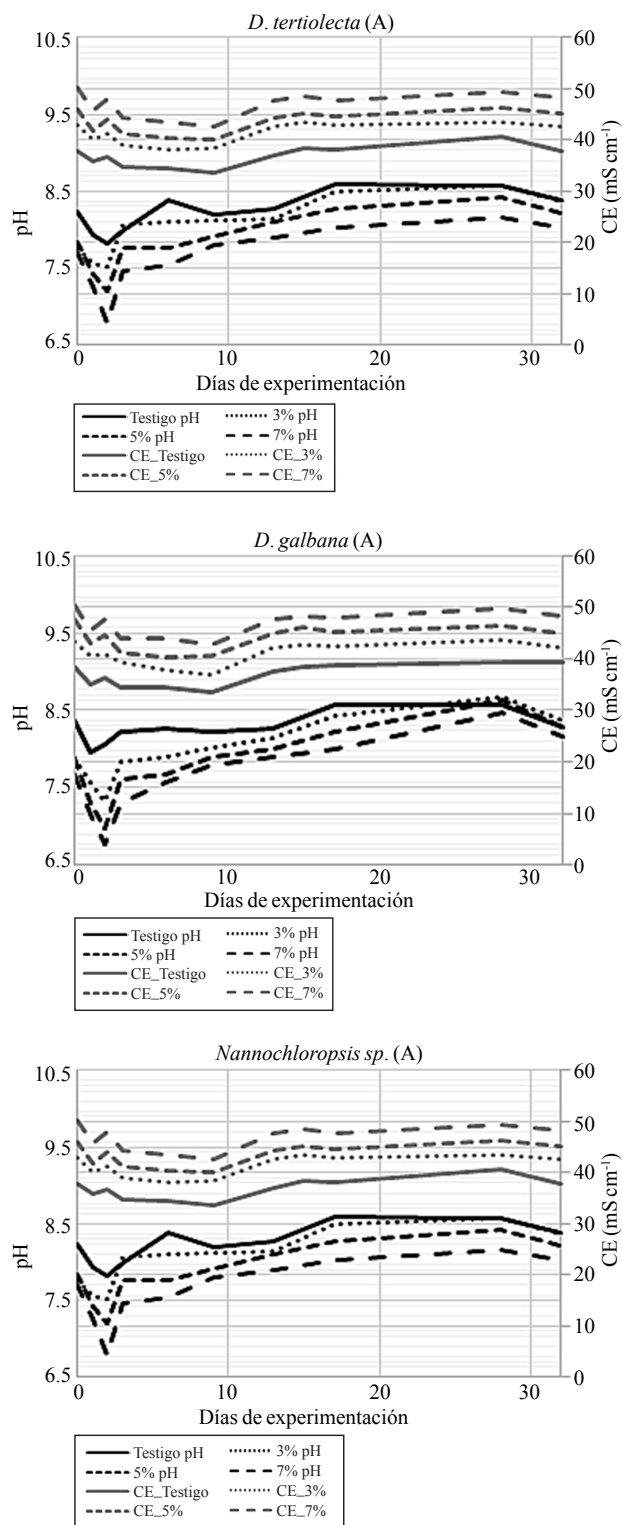 D. tertiolecta (A)
10.5
9.5
8.5
7.5
6.5
pH
60
50
40
30
20
10
0
CE (mS cm-1)
0 10 20 30
Días de experimentación
Testigo pH 3% pH
5% pH 7% pH
CE_Testigo CE_3%
CE_5% CE_7%
D. galbana (A)
10.5
9.5
8.5
7.5
6.5
pH
60
50
40
30
20
10
0
CE (mS cm-1)
0 10 20 30
Días de experimentación
Testigo pH 3% pH
5% pH 7% pH
CE_Testigo CE_3%
CE_5% CE_7%
Nannochloropsis sp. (A)
10.5
9.5
8.5
7.5
6.5
pH
60
50
40
30
20
10
0
CE (mS cm-1)
0 10 20 30
Días de experimentación
Testigo pH 3% pH
5% pH 7% pH
CE_Testigo CE_3%
CE_5% CE_7%